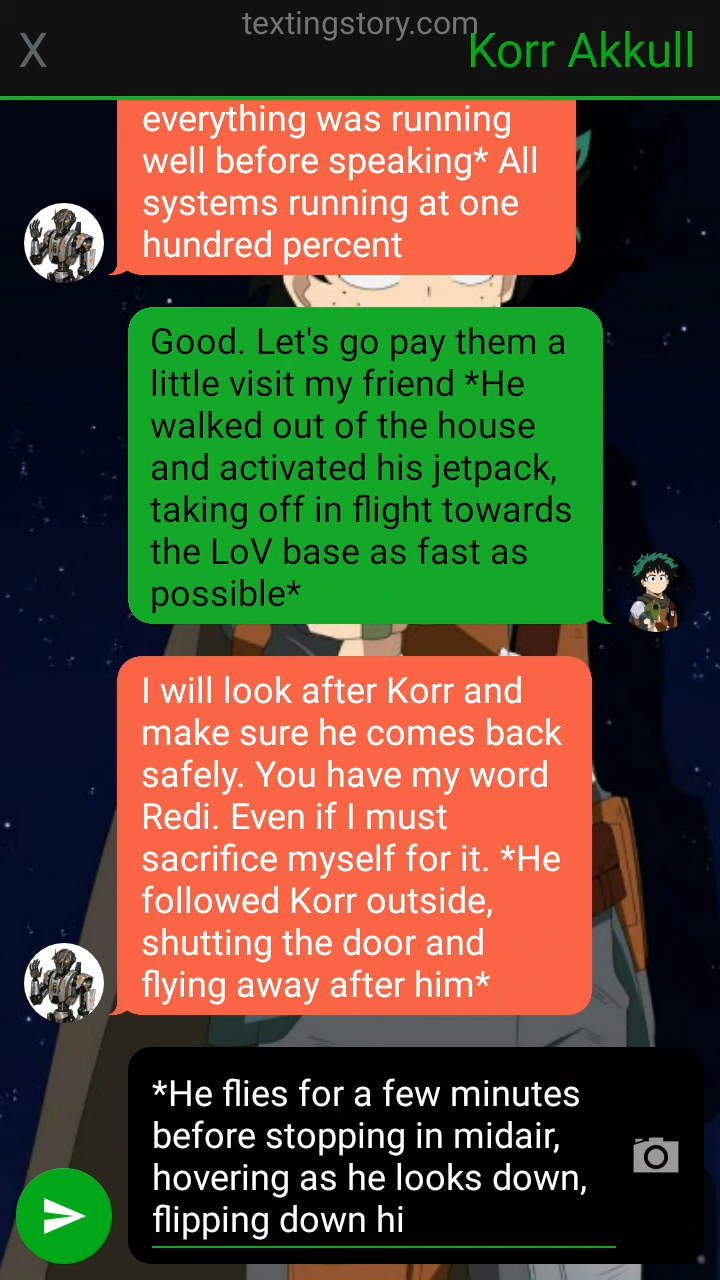 textingstory.com
X
Korr Akkull
everything was running
well before speaking* All
systems running at one
hundred percent
Good. Let's go pay them a
little visit my friend *He
walked out of the house
and activated his jetpack,
taking off in flight towards
the LoV base as fast as
possible*
I will look after Korr and
make sure he comes back
safely. You have my word
Redi. Even if I must
sacrifice myself for it. *He
followed Korr outside,
shutting the door and
flying away after him*
*He flies for a few minutes
before stopping in midair,
hovering as he looks down,
flipping down hi